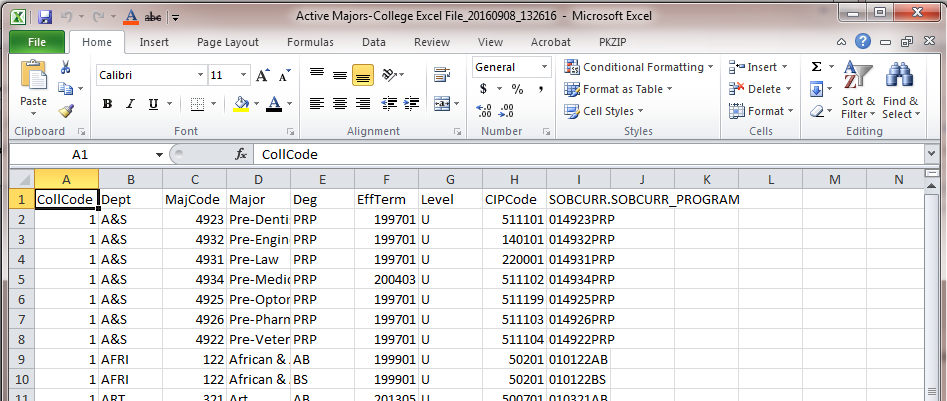 Active Majors-College Excel File_20160908_132616 - Microsoft Excel
File Home Insert Page Layout Formulas Data Review View Acrobat PKZIP
Paste Calibri 11 General Conditional Formatting Insert Sort & Find &
Format as Table Delete Filter Select
Cell Styles Format
Clipboard Font Alignment Number Styles Cells Editing
A1 fx CollCode
A B C D E F G H I J K L M N
1 CollCode Dept MajCode Major Deg EffTerm Level CIPCode SOBCURR.SOBCURR_PROGRAM
2 1 A&S 4923 Pre-Denti PRP 199701 U 511101 014923PRP
3 1 A&S 4932 Pre-Engin PRP 199701 U 140101 014932PRP
4 1 A&S 4931 Pre-Law PRP 199701 U 220001 014931PRP
5 1 A&S 4934 Pre-Medic PRP 200403 U 511102 014934PRP
6 1 A&S 4925 Pre-Optor PRP 199701 U 511199 014925PRP
7 1 A&S 4926 Pre-Pharn PRP 199701 U 511103 014926PRP
8 1 A&S 4922 Pre-Veter PRP 199701 U 511104 014922PRP
9 1 AFRI 122 African & AB 199901 U 50201 010122AB
10 1 AFRI 122 African & BS 199901 U 50201 010122BS
11 1 ART 321 Art AB 201305 U 500701 010321AB